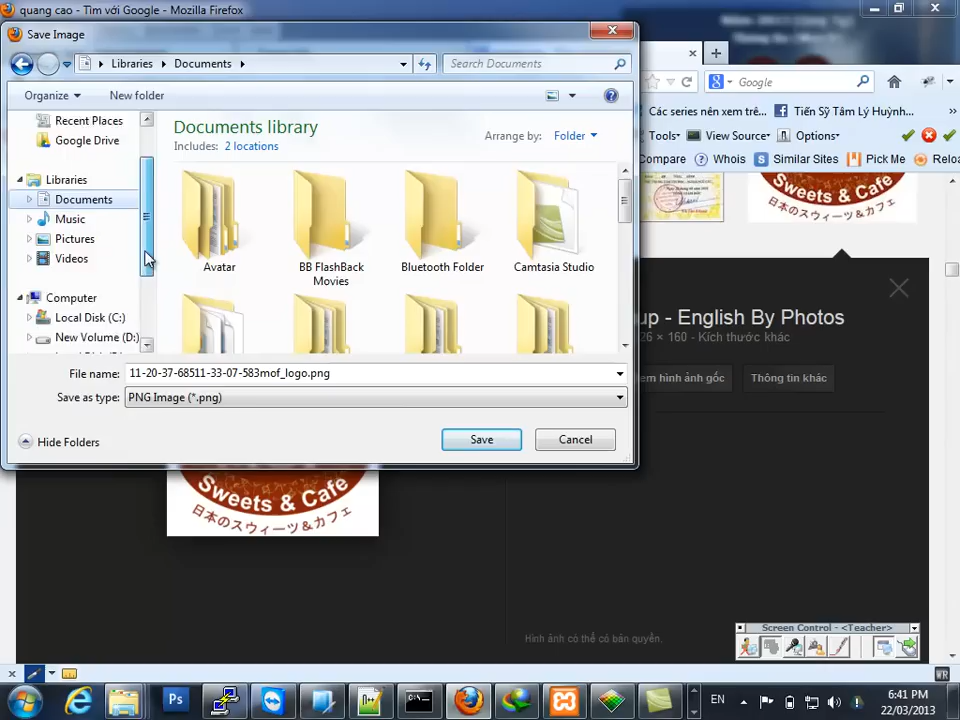 quang cao - Tìm với Google - Mozilla Firefox
Save Image
Libraries Documents
Search Documents
Google
Organize
New folder
Các series nên xem trê...
Tiến Sỹ Tâm Lý Huỳnh...
Tools
View Source
Options
Compare
Whois
Similar Sites
Pick Me
Reloa
Recent Places
Google Drive
Libraries
Documents
Music
Pictures
Videos
Computer
Local Disk (C:)
New Volume (D:)
Documents library
Includes: 2 locations
Arrange by: Folder
Avatar
BB FlashBack
Movies
Bluetooth Folder
Camtasia Studio
Sweets & Cafe
日本のスウィーツ&カフェ
up - English By Photos
26 × 160 - Kích thước khác
em hình ảnh gốc
Thông tin khác
File name: 11-20-37-68511-33-07-583mof_logo.png
Save as type: PNG Image (*.png)
Hide Folders
Save
Cancel
Sweets & Cafe
日本のスウィーツ&カフェ
Hình ảnh có thể có bản quyền.
Screen Control - <Teacher>
WR
Ps
EN
6:41 PM
22/03/2013